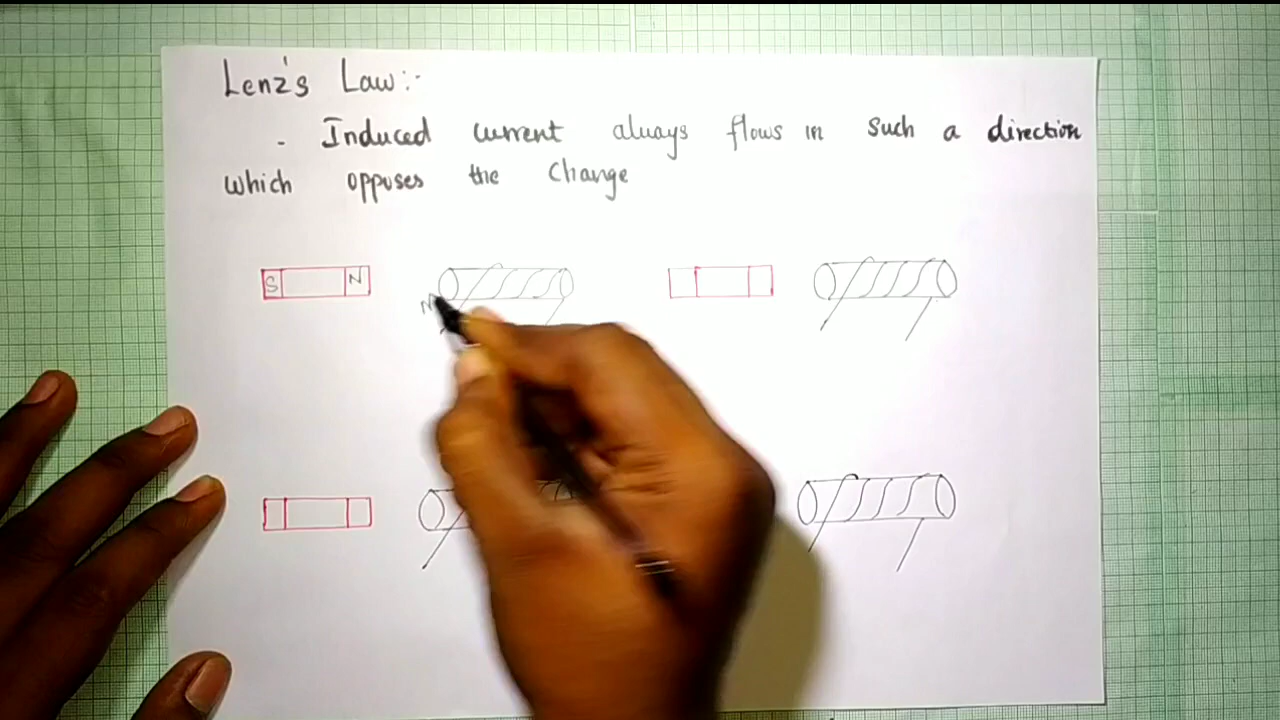 Lenz's Law:-
- Induced current always flows in such a direction
which opposes the change
S N N